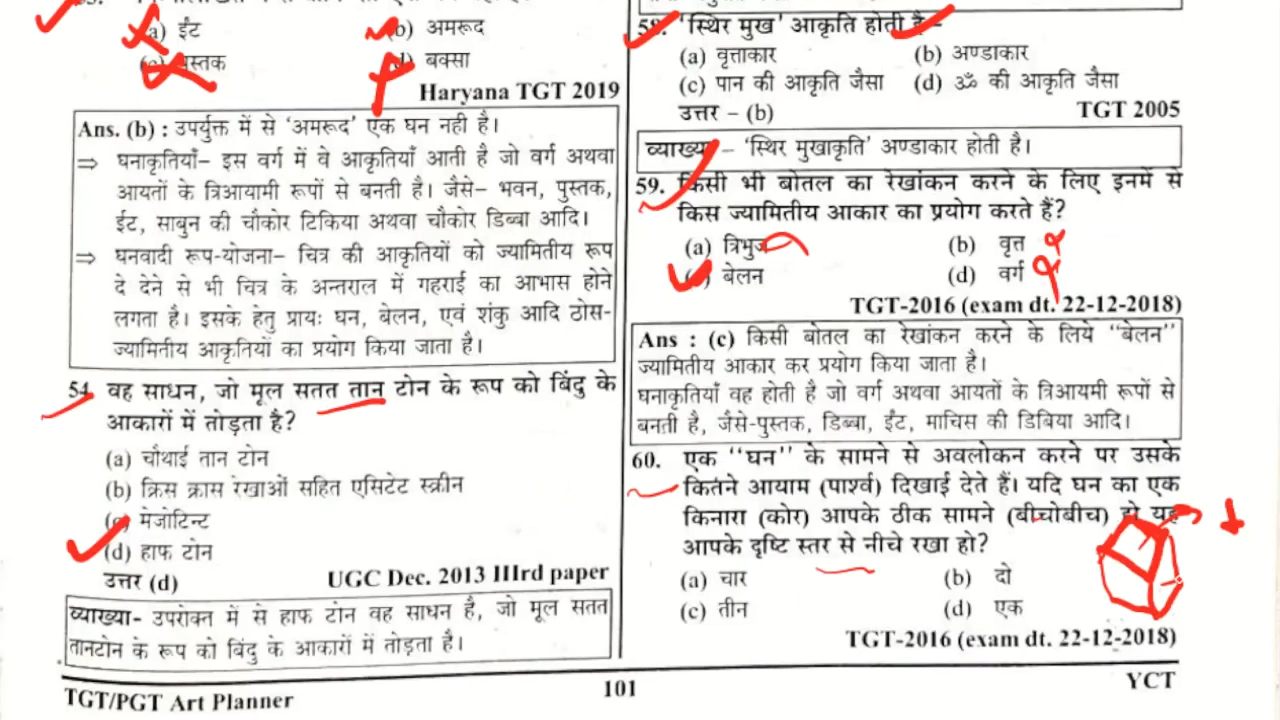 (a) ईंट (b) अमरूद
पुस्तक (d) बक्सा
Haryana TGT 2019
Ans. (b) : उपर्युक्त में से ‘अमरूद’ एक घन नही है।
⇒ घनाकृतियाँ– इस वर्ग में वे आकृतियाँ आती है जो वर्ग अथवा
आयतों के त्रिआयामी रूपों से बनती है। जैसे– भवन, पुस्तक,
ईंट, साबुन की चौकोर टिकिया अथवा चौकोर डिब्बा आदि।
⇒ घनवादी रूप-योजना– चित्र की आकृतियों को ज्यामितीय रूप
दे देने से भी चित्र के अन्तराल में गहराई का आभास होने
लगता है। इसके हेतु प्रायः घन, बेलन, एवं शंकु आदि ठोस-
ज्यामितीय आकृतियों का प्रयोग किया जाता है।
54. वह साधन, जो मूल सतत तान टोन के रूप को बिंदु के
आकारों में तोड़ता है?
(a) चौथाई तान टोन
(b) क्रिस क्रास रेखाओं सहित एसिटेट स्क्रीन
(c) मेजोटिन्ट
(d) हाफ टोन
उत्तर (d) UGC Dec. 2013 IIIrd paper
व्याख्या- उपरोक्त में से हाफ टोन वह साधन है, जो मूल सतत
तानटोन के रूप को बिंदु के आकारों में तोड़ता है।
58. ‘स्थिर मुख’ आकृति होती है –
(a) वृत्ताकार (b) अण्डाकार
(c) पान की आकृति जैसा (d) ॐ की आकृति जैसा
उत्तर – (b) TGT 2005
व्याख्या – ‘स्थिर मुखाकृति’ अण्डाकार होती है।
59. किसी भी बोतल का रेखांकन करने के लिए इनमें से
किस ज्यामितीय आकार का प्रयोग करते हैं?
(a) त्रिभुज (b) वृत्त
बेलन (d) वर्ग
TGT-2016 (exam dt. 22-12-2018)
Ans : (c) किसी बोतल का रेखांकन करने के लिये ‘‘बेलन’’
ज्यामितीय आकार कर प्रयोग किया जाता है।
घनाकृतियाँ वह होती है जो वर्ग अथवा आयतों के त्रिआयमी रूपों से
बनती है, जैसे-पुस्तक, डिब्बा, ईंट, माचिस की डिबिया आदि।
60. एक ‘‘घन’’ के सामने से अवलोकन करने पर उसके
कितने आयाम (पार्श्व) दिखाई देते हैं। यदि घन का एक
किनारा (कोर) आपके ठीक सामने (बीचोबीच) हो यह
आपके दृष्टि स्तर से नीचे रखा हो?
(a) चार (b) दो
(c) तीन (d) एक
TGT-2016 (exam dt. 22-12-2018)
TGT/PGT Art Planner 101 YCT